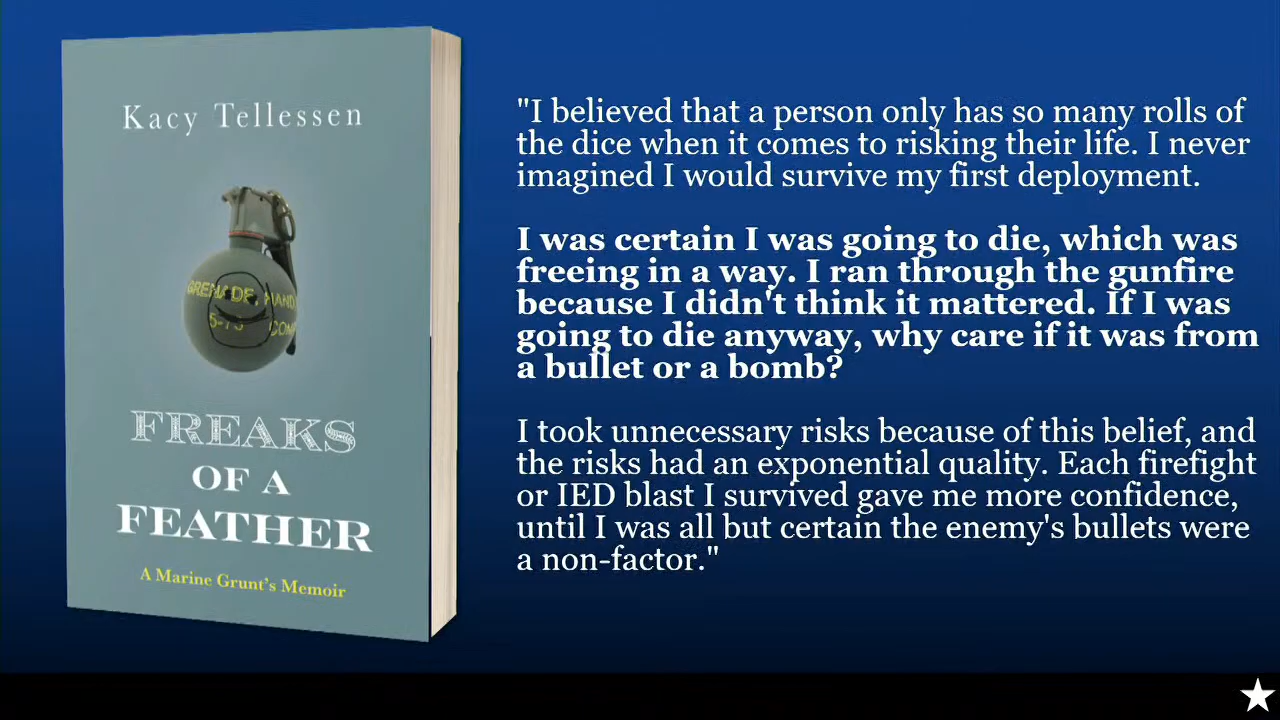 Kacy Tellessen
GRENADE, HAND
FREAKS
OF A
FEATHER
A Marine Grunt's Memoir
"I believed that a person only has so many rolls of
the dice when it comes to risking their life. I never
imagined I would survive my first deployment.
I was certain I was going to die, which was
freeing in a way. I ran through the gunfire
because I didn't think it mattered. If I was
going to die anyway, why care if it was from
a bullet or a bomb?
I took unnecessary risks because of this belief, and
the risks had an exponential quality. Each firefight
or IED blast I survived gave me more confidence,
until I was all but certain the enemy's bullets were
a non-factor."